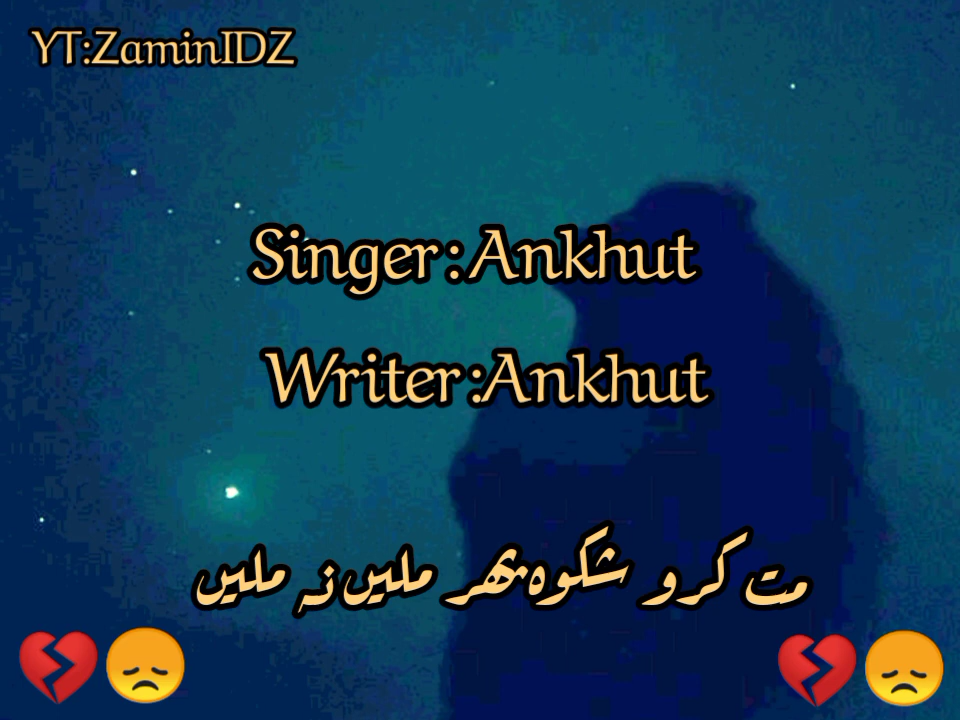 YT:ZaminIDZ
Singer:Ankhut
Writer:Ankhut
مت کرو شکوہ پھر ملیں نہ ملیں